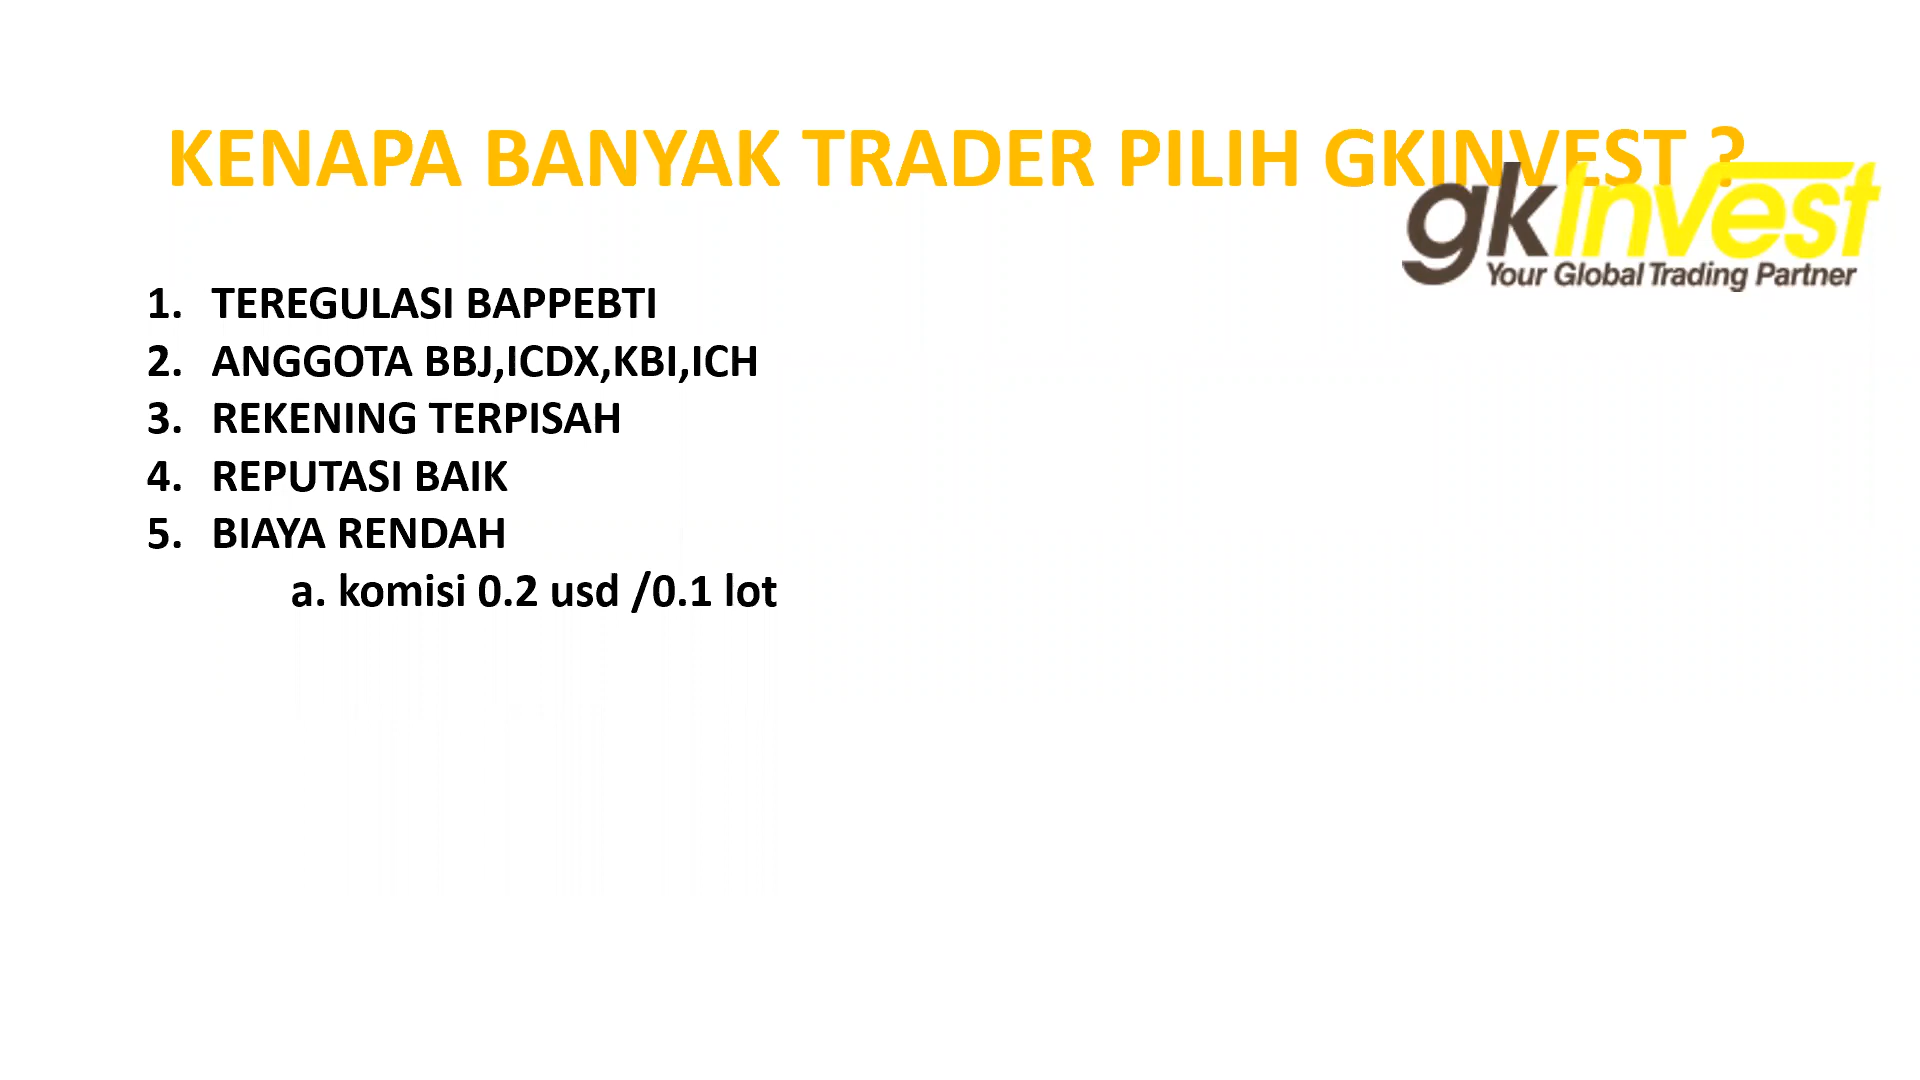 KENAPA BANYAK TRADER PILIH GKINVEST ?
gkInvest
Your Global Trading Partner
1. TEREGULASI BAPPEBTI
2. ANGGOTA BBJ,ICDX,KBI,ICH
3. REKENING TERPISAH
4. REPUTASI BAIK
5. BIAYA RENDAH
a. komisi 0.2 usd /0.1 lot